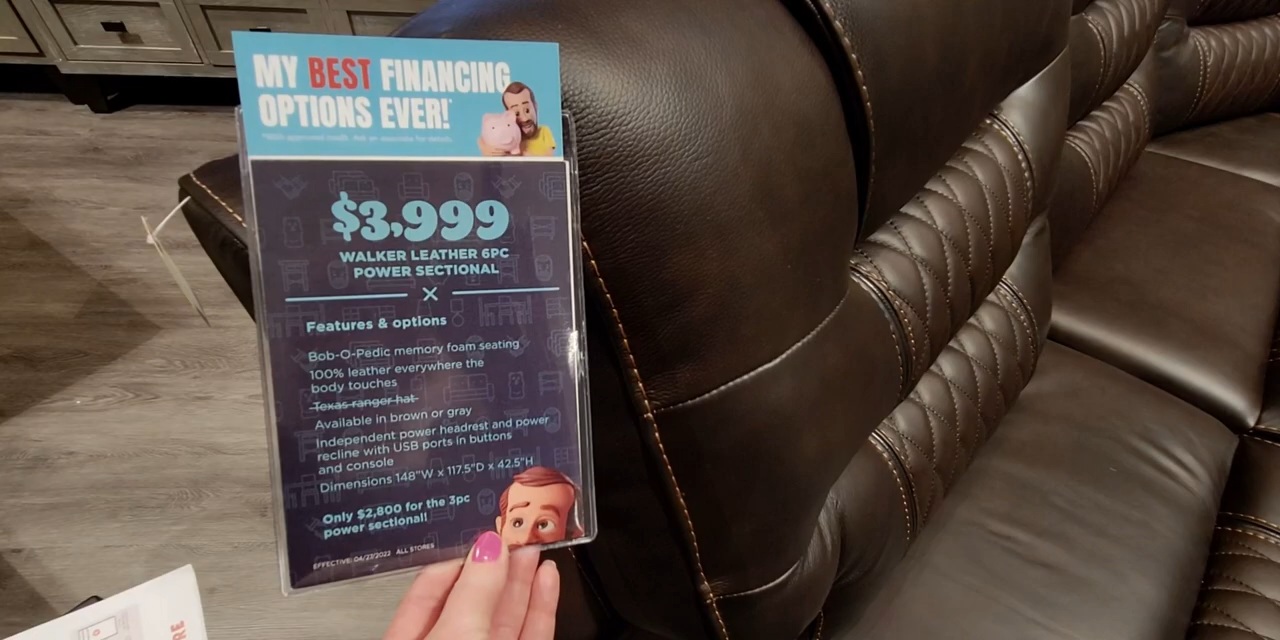 MY BEST FINANCING
OPTIONS EVER!*
$3,999
WALKER LEATHER 6PC
POWER SECTIONAL
Features & options
Bob-O-Pedic memory foam seating
100% leather everywhere the
body touches
Texas ranger hat
Available in brown or gray
Independent power headrest and power
recline with USB ports in buttons
and console
Dimensions 148"W x 117.5"D x 42.5"H
Only $2,800 for the 3pc
power sectional!
EFFECTIVE: 04/27/2022 ALL STORES